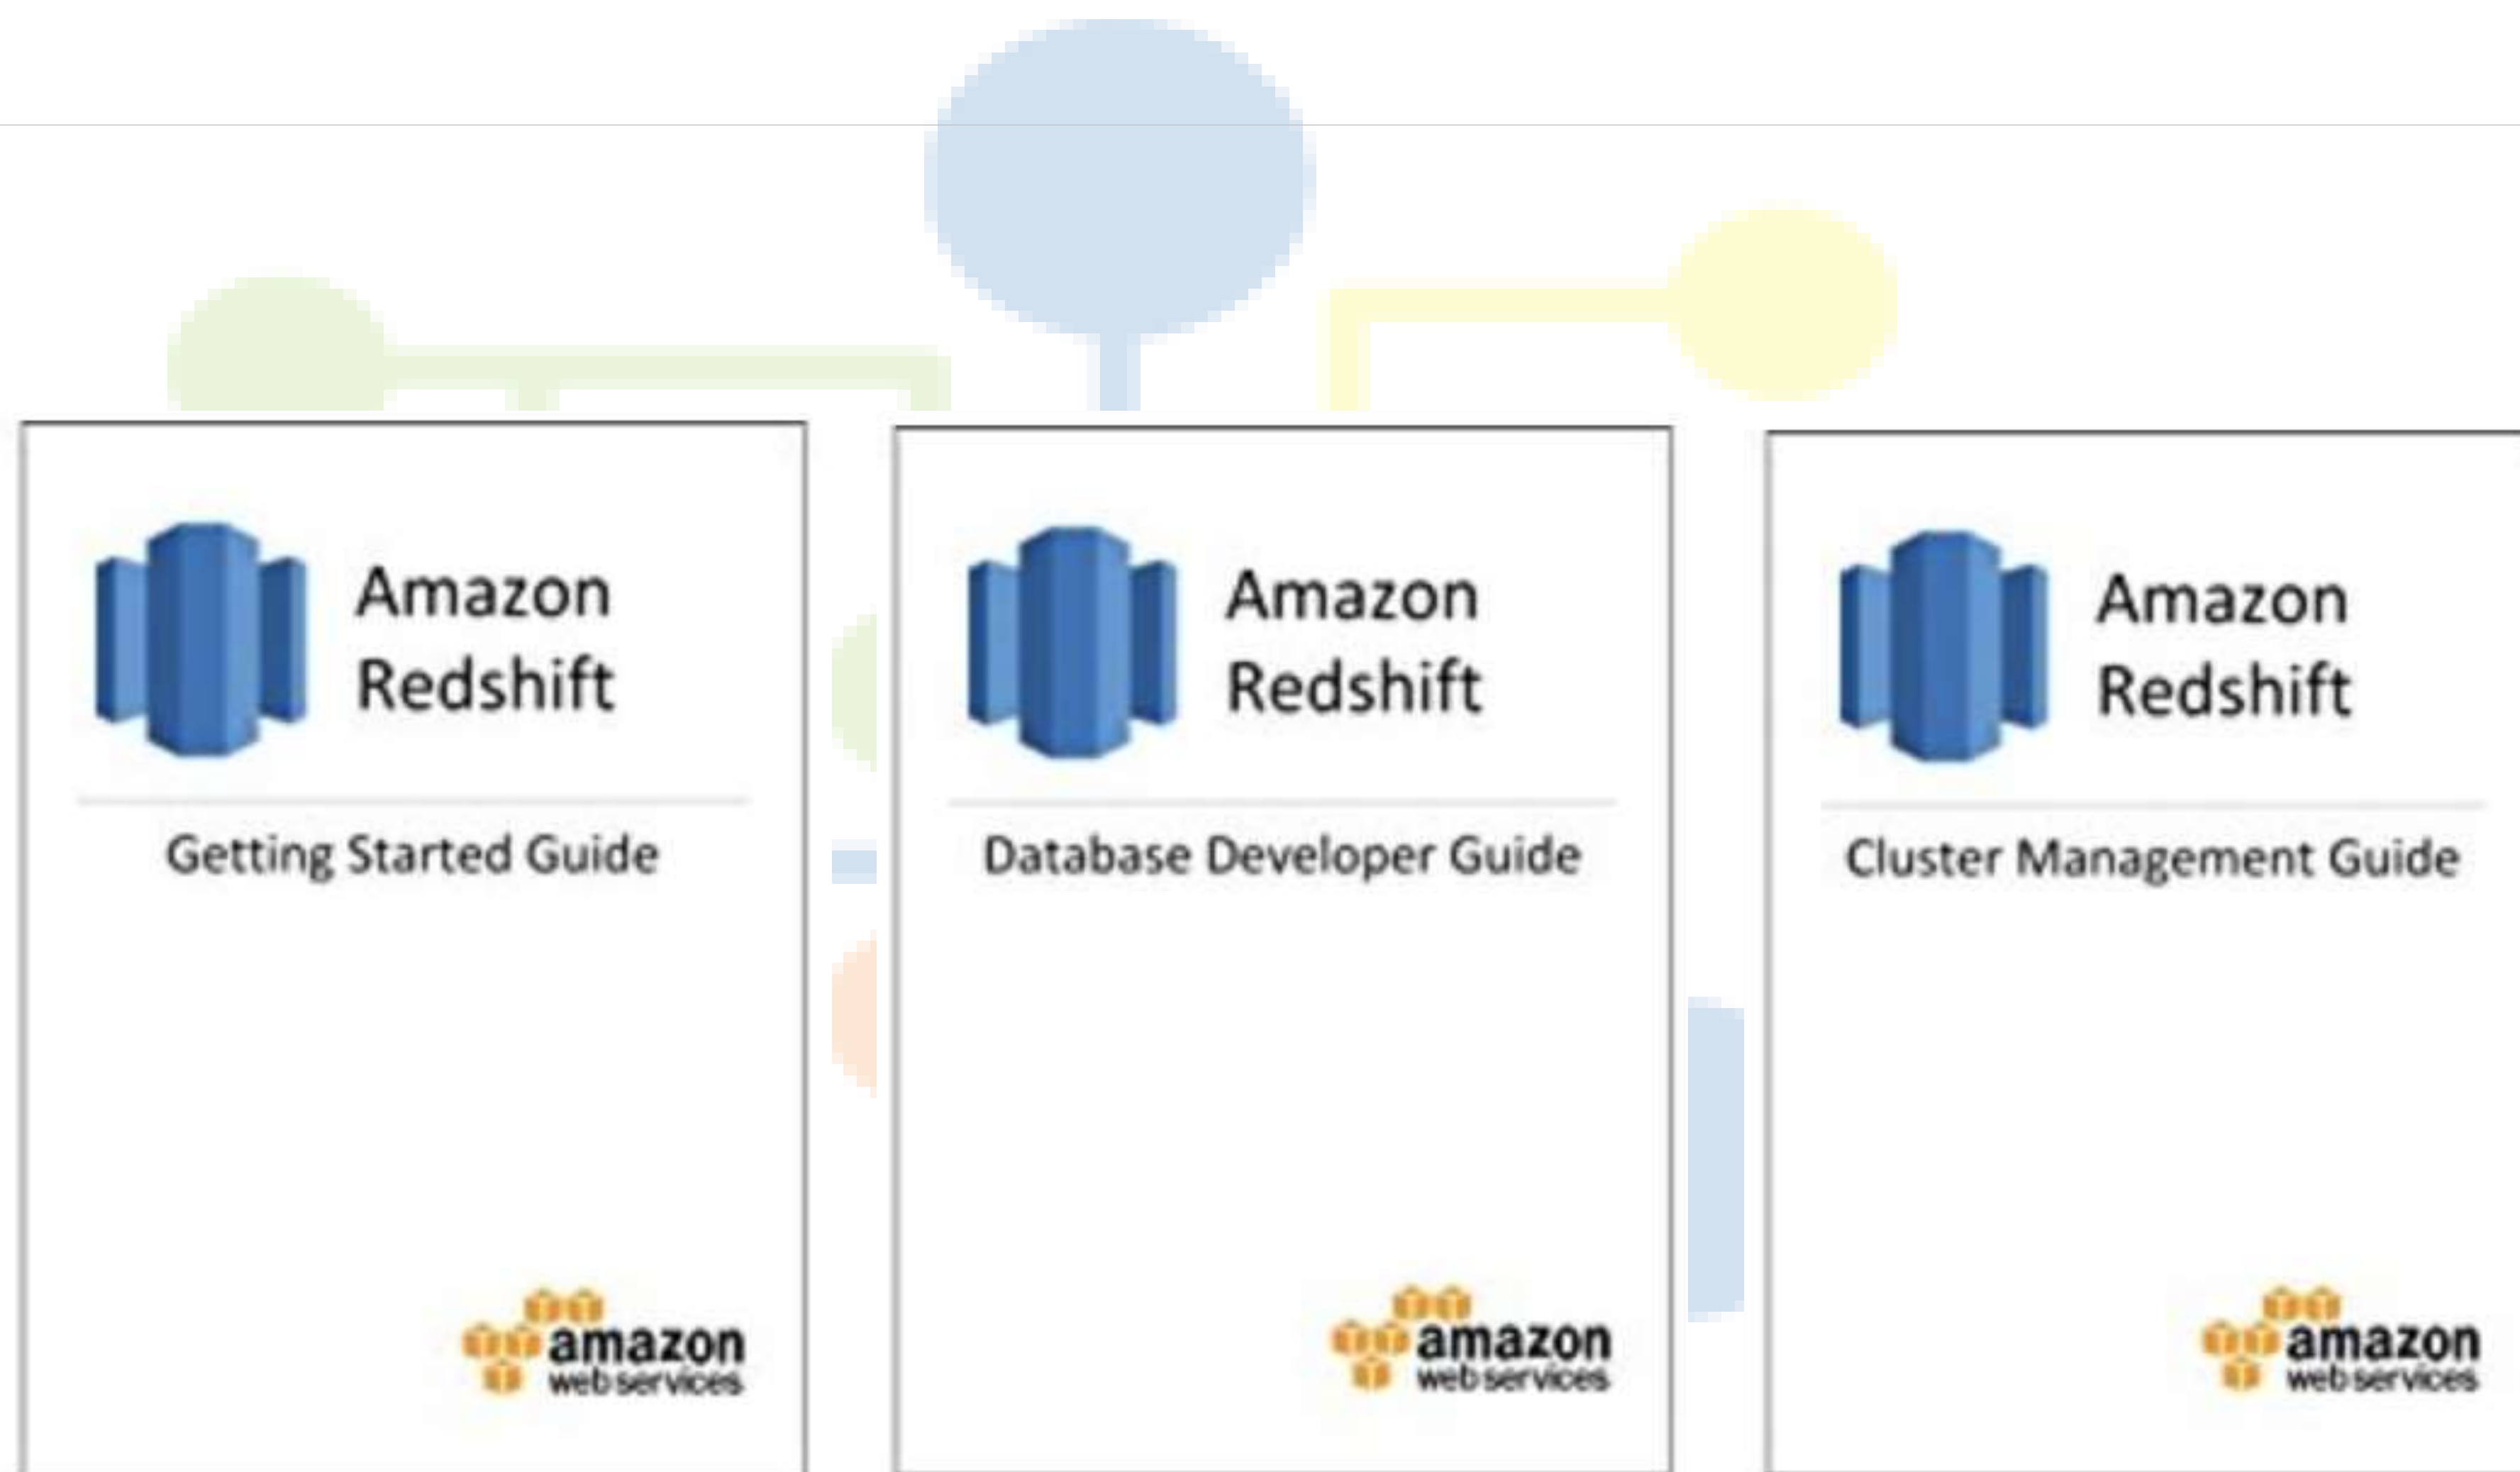 Amazon
Redshift
Getting Started Guide
amazon
web services
Amazon
Redshift
Database Developer Guide
amazon
web services
Amazon
Redshift
Cluster Management Guide
amazon
web services